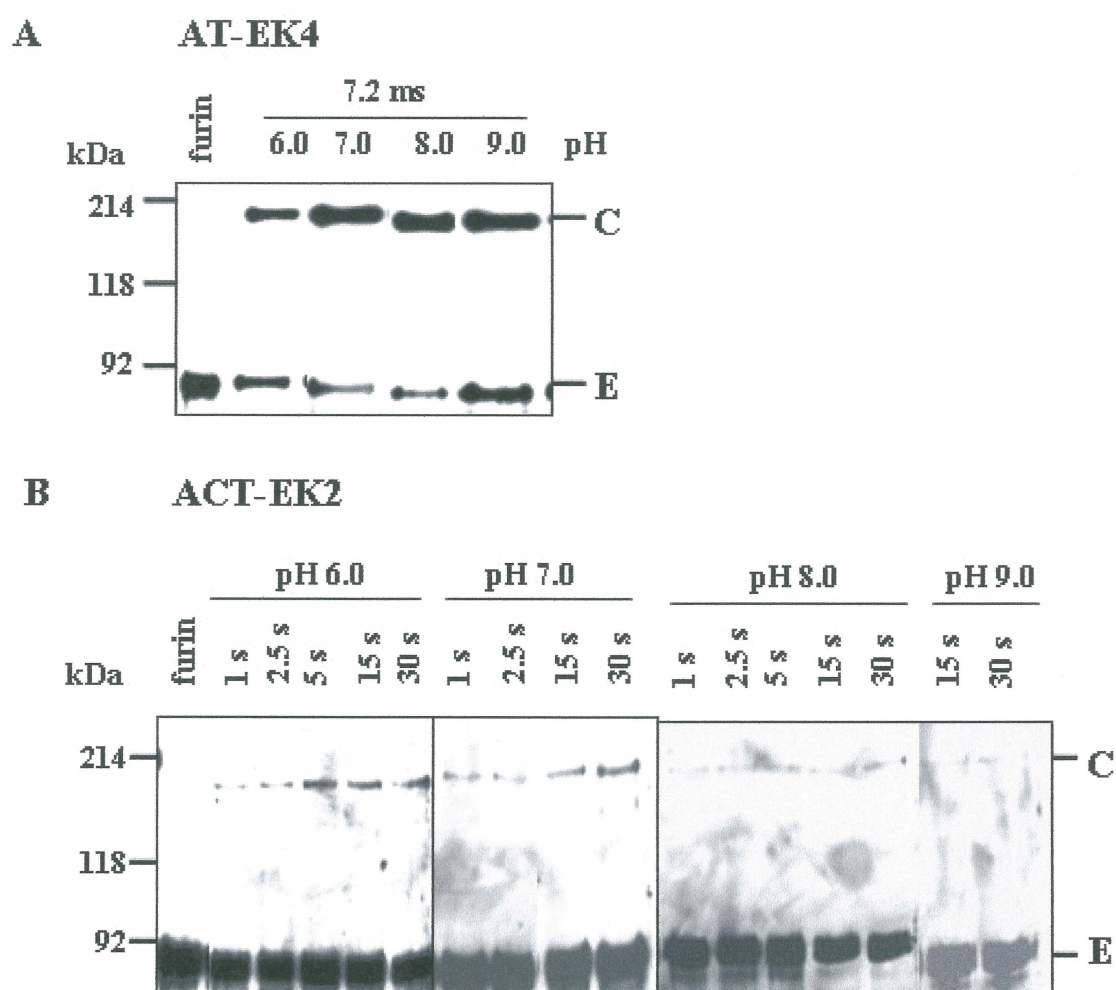 A AT-EK4
7.2 ms
furin 6.0 7.0 8.0 9.0 pH
kDa
214 C
118
92 E
B ACT-EK2
pH 6.0 pH 7.0 pH 8.0 pH 9.0
kDa furin 1 s 2.5 s 5 s 15 s 30 s 1 s 2.5 s 15 s 30 s 1 s 2.5 s 5 s 15 s 30 s 15 s 30 s
214 C
118
92 E